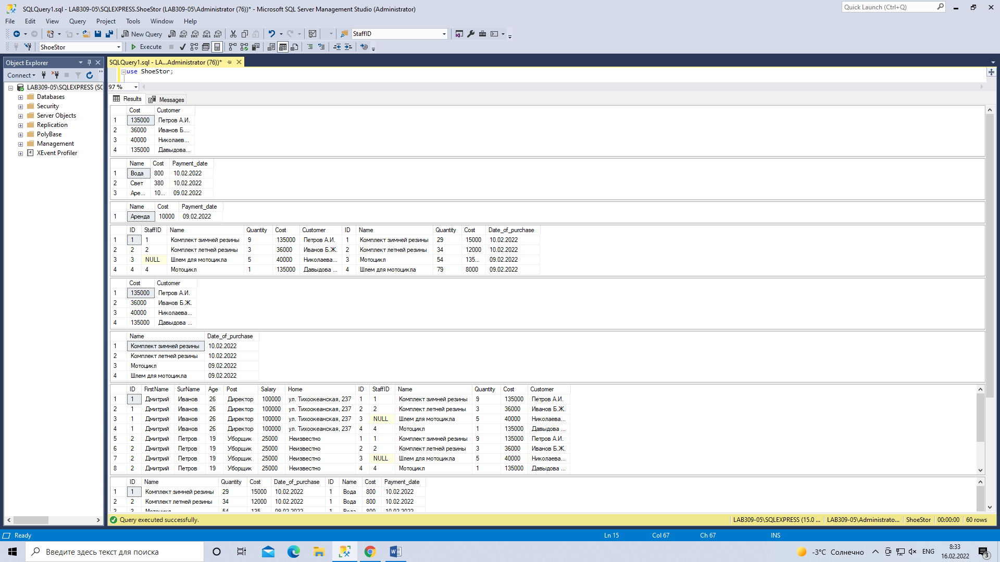 SQLQuery1.sql - LAB309-05\SQLEXPRESS.ShoeStor (LAB309-05\Administrator (76))* - Microsoft SQL Server Management Studio (Administrator)
Quick Launch (Ctrl+Q)
File Edit View Query Project Tools Window Help
New Query MDX DMX XMLA DAX StaffID
ShoeStor Execute
Object Explorer
Connect
LAB309-05\SQLEXPRESS (SC
Databases
Security
Server Objects
Replication
PolyBase
Management
XEvent Profiler
SQLQuery1.sql - LA...Administrator (76))*
use ShoeStor;
97 %
Results Messages
Cost Customer
1 135000 Петров А.И.
2 36000 Иванов Б....
3 40000 Николаев...
4 135000 Давыдова...
Name Cost Payment_date
1 Вода 800 10.02.2022
2 Свет 380 10.02.2022
3 Аре... 10... 09.02.2022
Name Cost Payment_date
1 Аренда 10000 09.02.2022
ID StaffID Name Quantity Cost Customer ID Name Quantity Cost Date_of_purchase
1 1 1 Комплект зимней резины 9 135000 Петров А.И. 1 Комплект зимней резины 29 15000 10.02.2022
2 2 2 Комплект летней резины 3 36000 Иванов Б.Ж. 2 Комплект летней резины 34 12000 10.02.2022
3 3 NULL Шлем для мотоцикла 5 40000 Николаева... 3 Мотоцикл 54 135... 09.02.2022
4 4 4 Мотоцикл 1 135000 Давыдова ... 4 Шлем для мотоцикла 79 8000 09.02.2022
Cost Customer
1 135000 Петров А.И.
2 36000 Иванов Б.Ж.
3 40000 Николаева...
4 135000 Давыдова ...
Name Date_of_purchase
1 Комплект зимней резины 10.02.2022
2 Комплект летней резины 10.02.2022
3 Мотоцикл 09.02.2022
4 Шлем для мотоцикла 09.02.2022
ID FirstName SurName Age Post Salary Home ID StaffID Name Quantity Cost Customer
1 1 Дмитрий Иванов 26 Директор 100000 ул. Тихоокеанская, 237 1 1 Комплект зимней резины 9 135000 Петров А.И.
2 1 Дмитрий Иванов 26 Директор 100000 ул. Тихоокеанская, 237 2 2 Комплект летней резины 3 36000 Иванов Б.Ж.
3 1 Дмитрий Иванов 26 Директор 100000 ул. Тихоокеанская, 237 3 NULL Шлем для мотоцикла 5 40000 Николаева...
4 1 Дмитрий Иванов 26 Директор 100000 ул. Тихоокеанская, 237 4 4 Мотоцикл 1 135000 Давыдова ...
5 2 Дмитрий Петров 19 Уборщик 25000 Неизвестно 1 1 Комплект зимней резины 9 135000 Петров А.И.
6 2 Дмитрий Петров 19 Уборщик 25000 Неизвестно 2 2 Комплект летней резины 3 36000 Иванов Б.Ж.
7 2 Дмитрий Петров 19 Уборщик 25000 Неизвестно 3 NULL Шлем для мотоцикла 5 40000 Николаева...
8 2 Дмитрий Петров 19 Уборщик 25000 Неизвестно 4 4 Мотоцикл 1 135000 Давыдова ...
ID Name Quantity Cost Date_of_purchase ID Name Cost Payment_date
1 1 Комплект зимней резины 29 15000 10.02.2022 1 Вода 800 10.02.2022
2 2 Комплект летней резины 34 12000 10.02.2022 1 Вода 800 10.02.2022
3 3 Мотоцикл 54 135... 09.02.2022 1 Вода 800 10.02.2022
Query executed successfully. LAB309-05\SQLEXPRESS (15.0 ... LAB309-05\Administrato... ShoeStor 00:00:00 60 rows
Ready Ln 15 Col 67 Ch 67 INS
Введите здесь текст для поиска
-3°C Солнечно ENG 8:33
16.02.2022 3